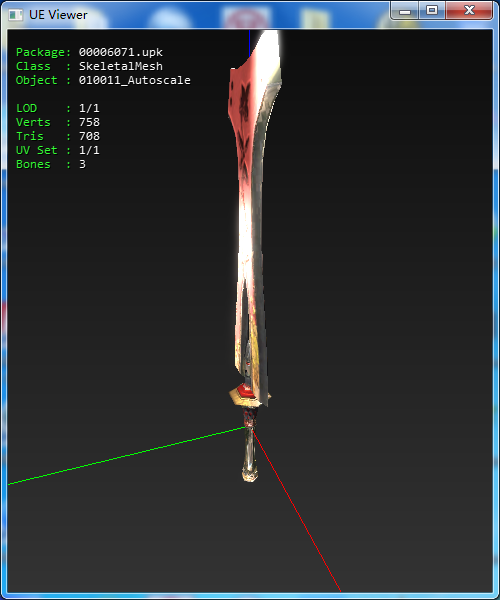 UE Viewer
Package: 00006071.upk
Class : SkeletalMesh
Object : 010011_Autoscale
LOD : 1/1
Verts : 758
Tris : 708
UV Set : 1/1
Bones : 3